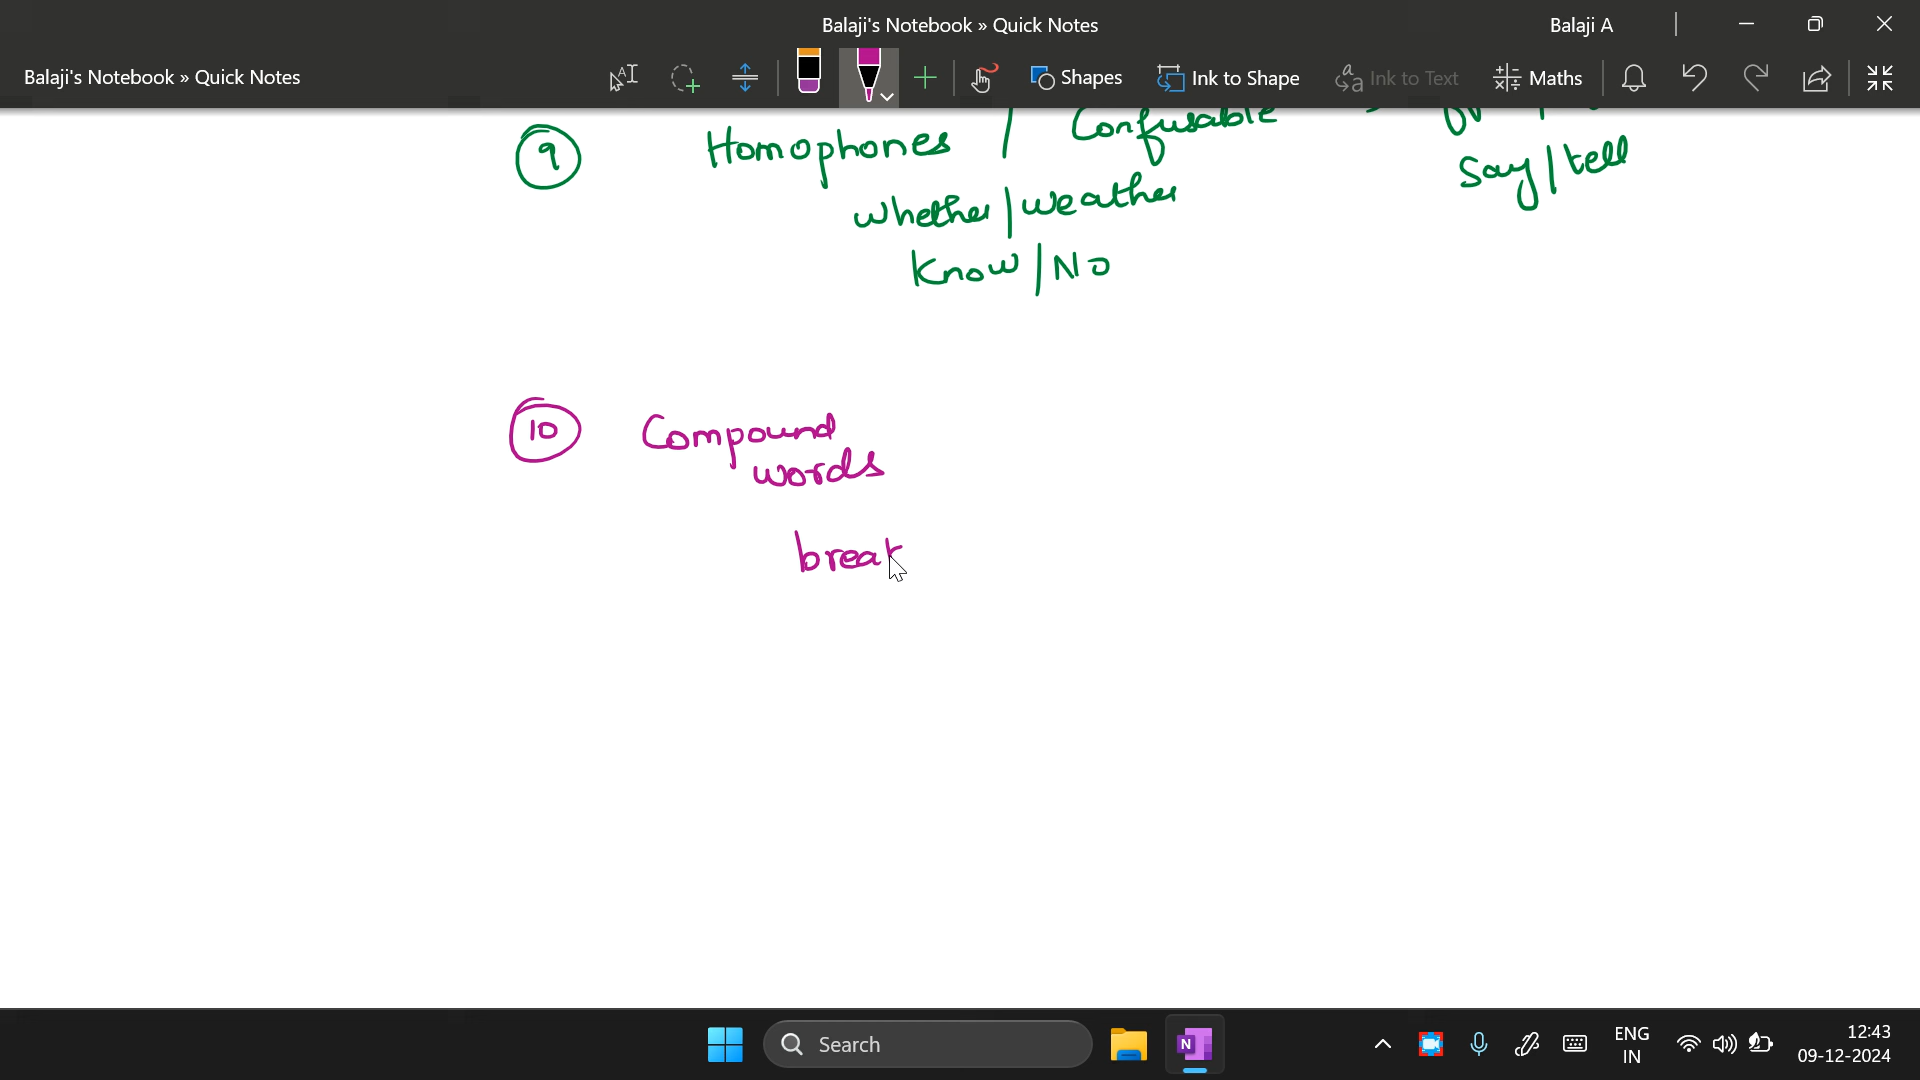 Balaji's Notebook » Quick Notes
Balaji A
Balaji's Notebook » Quick Notes
Shapes
Ink to Shape
Ink to Text
Maths
9 Homophones / Confusable
Say/tell
whether/weather
Know/No
10 Compound
words
break
Search
ENG
IN
12:43
09-12-2024